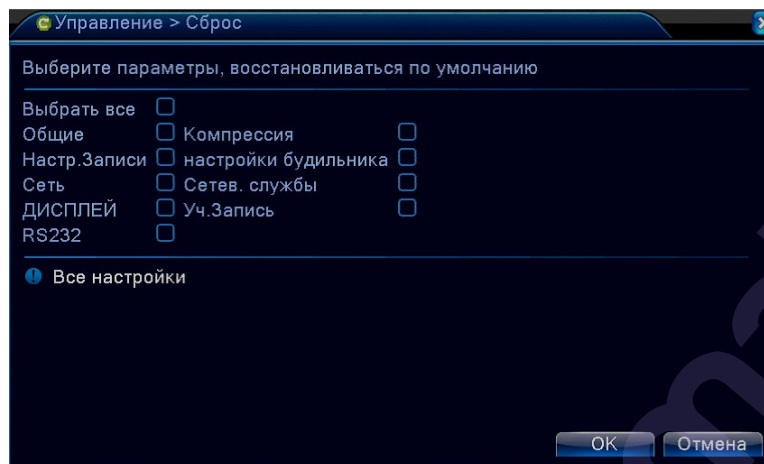 Управление > Сброс
Выберите параметры, восстановливаться по умолчанию
Выбрать все
Общие Компрессия
Настр.Записи настройки будильника
Сеть Сетев. службы
ДИСПЛЕЙ Уч.Запись
RS232
Все настройки
OK Отмена